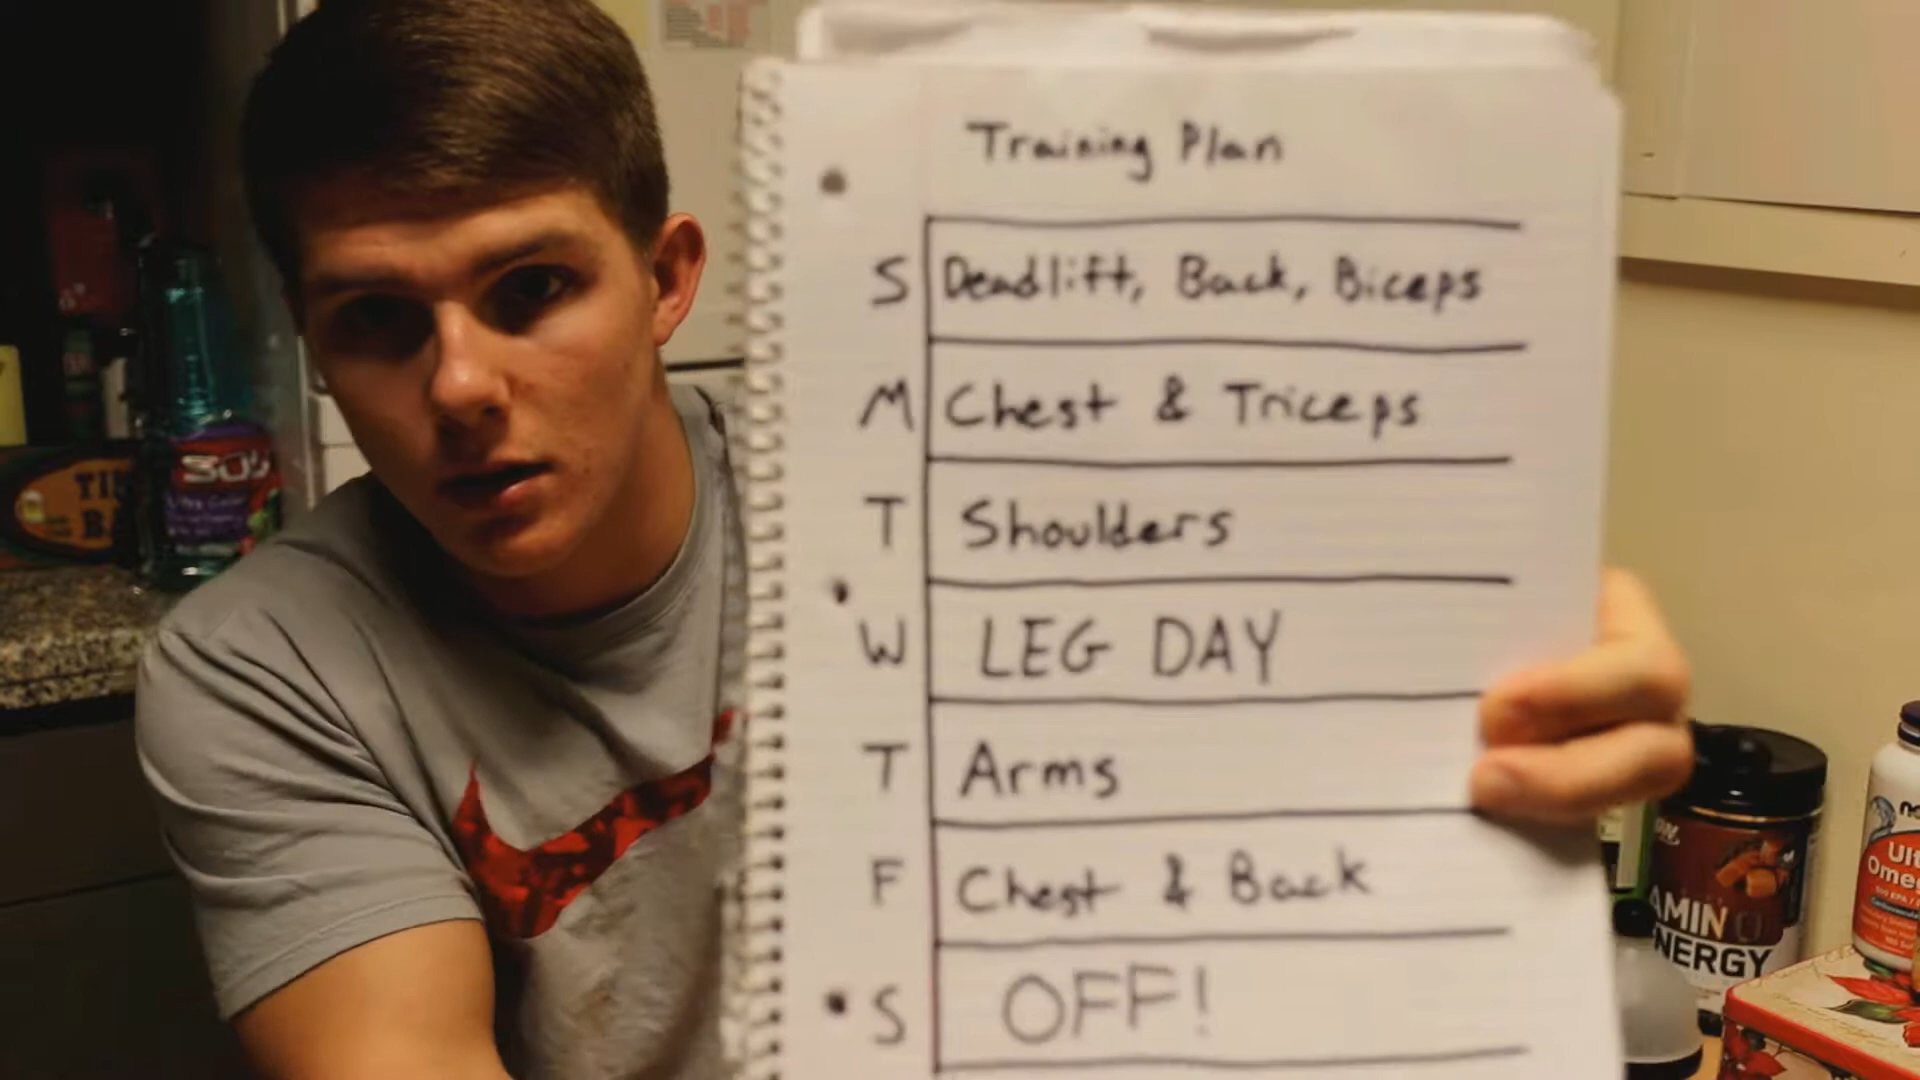 Training Plan
S Deadlift, Back, Biceps
M Chest & Triceps
T Shoulders
W LEG DAY
T Arms
F Chest & Back
S OFF!
AMINO
ENERGY